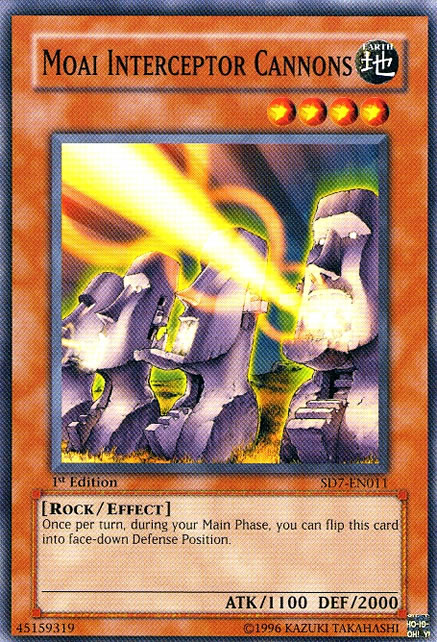 MOAI INTERCEPTOR CANNONS
EARTH
地
1st Edition
SD7-EN011
[ROCK/EFFECT]
Once per turn, during your Main Phase, you can flip this card
into face-down Defense Position.
ATK/1100 DEF/2000
45159319
©1996 KAZUKI TAKAHASHI